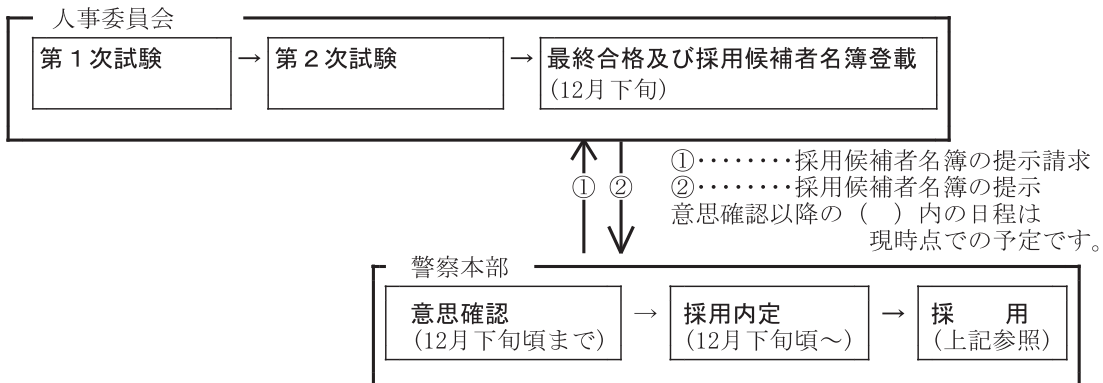 人事委員会
第１次試験 → 第２次試験 → 最終合格及び採用候補者名簿登載
(12月下旬)
① ②
①‥‥‥‥採用候補者名簿の提示請求
②‥‥‥‥採用候補者名簿の提示
意思確認以降の（　）内の日程は
現時点での予定です。
警察本部
意思確認 → 採用内定 → 採　　用
(12月下旬頃まで) (12月下旬頃～) (上記参照)